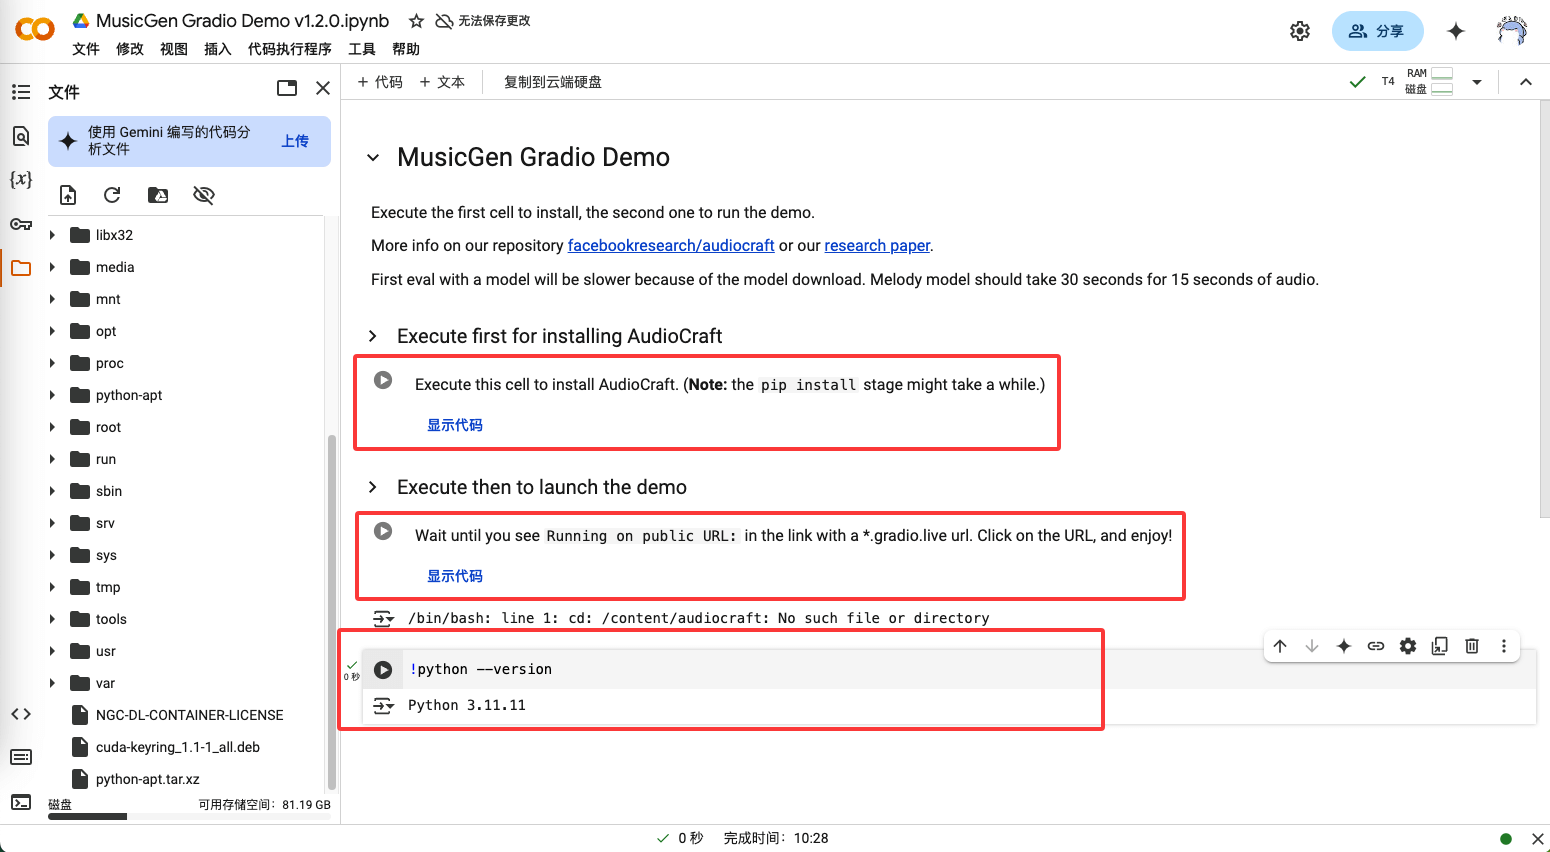 MusicGen Gradio Demo v1.2.0.ipynb
无法保存更改
文件 修改 视图 插入 代码执行程序 工具 帮助
分享
文件
+ 代码 + 文本
复制到云端硬盘
T4
RAM
磁盘
使用 Gemini 编写的代码分
析文件
上传
{x}
libx32
media
mnt
opt
proc
python-apt
root
run
sbin
srv
sys
tmp
tools
usr
var
NGC-DL-CONTAINER-LICENSE
cuda-keyring_1.1-1_all.deb
python-apt.tar.xz
磁盘
可用存储空间：81.19 GB
MusicGen Gradio Demo
Execute the first cell to install, the second one to run the demo.
More info on our repository facebookresearch/audiocraft or our research paper.
First eval with a model will be slower because of the model download. Melody model should take 30 seconds for 15 seconds of audio.
Execute first for installing AudioCraft
Execute this cell to install AudioCraft. (Note: the pip install stage might take a while.)
显示代码
Execute then to launch the demo
Wait until you see Running on public URL: in the link with a *.gradio.live url. Click on the URL, and enjoy!
显示代码
/bin/bash: line 1: cd: /content/audiocraft: No such file or directory
0 秒
!python --version
Python 3.11.11
0 秒 完成时间：10:28